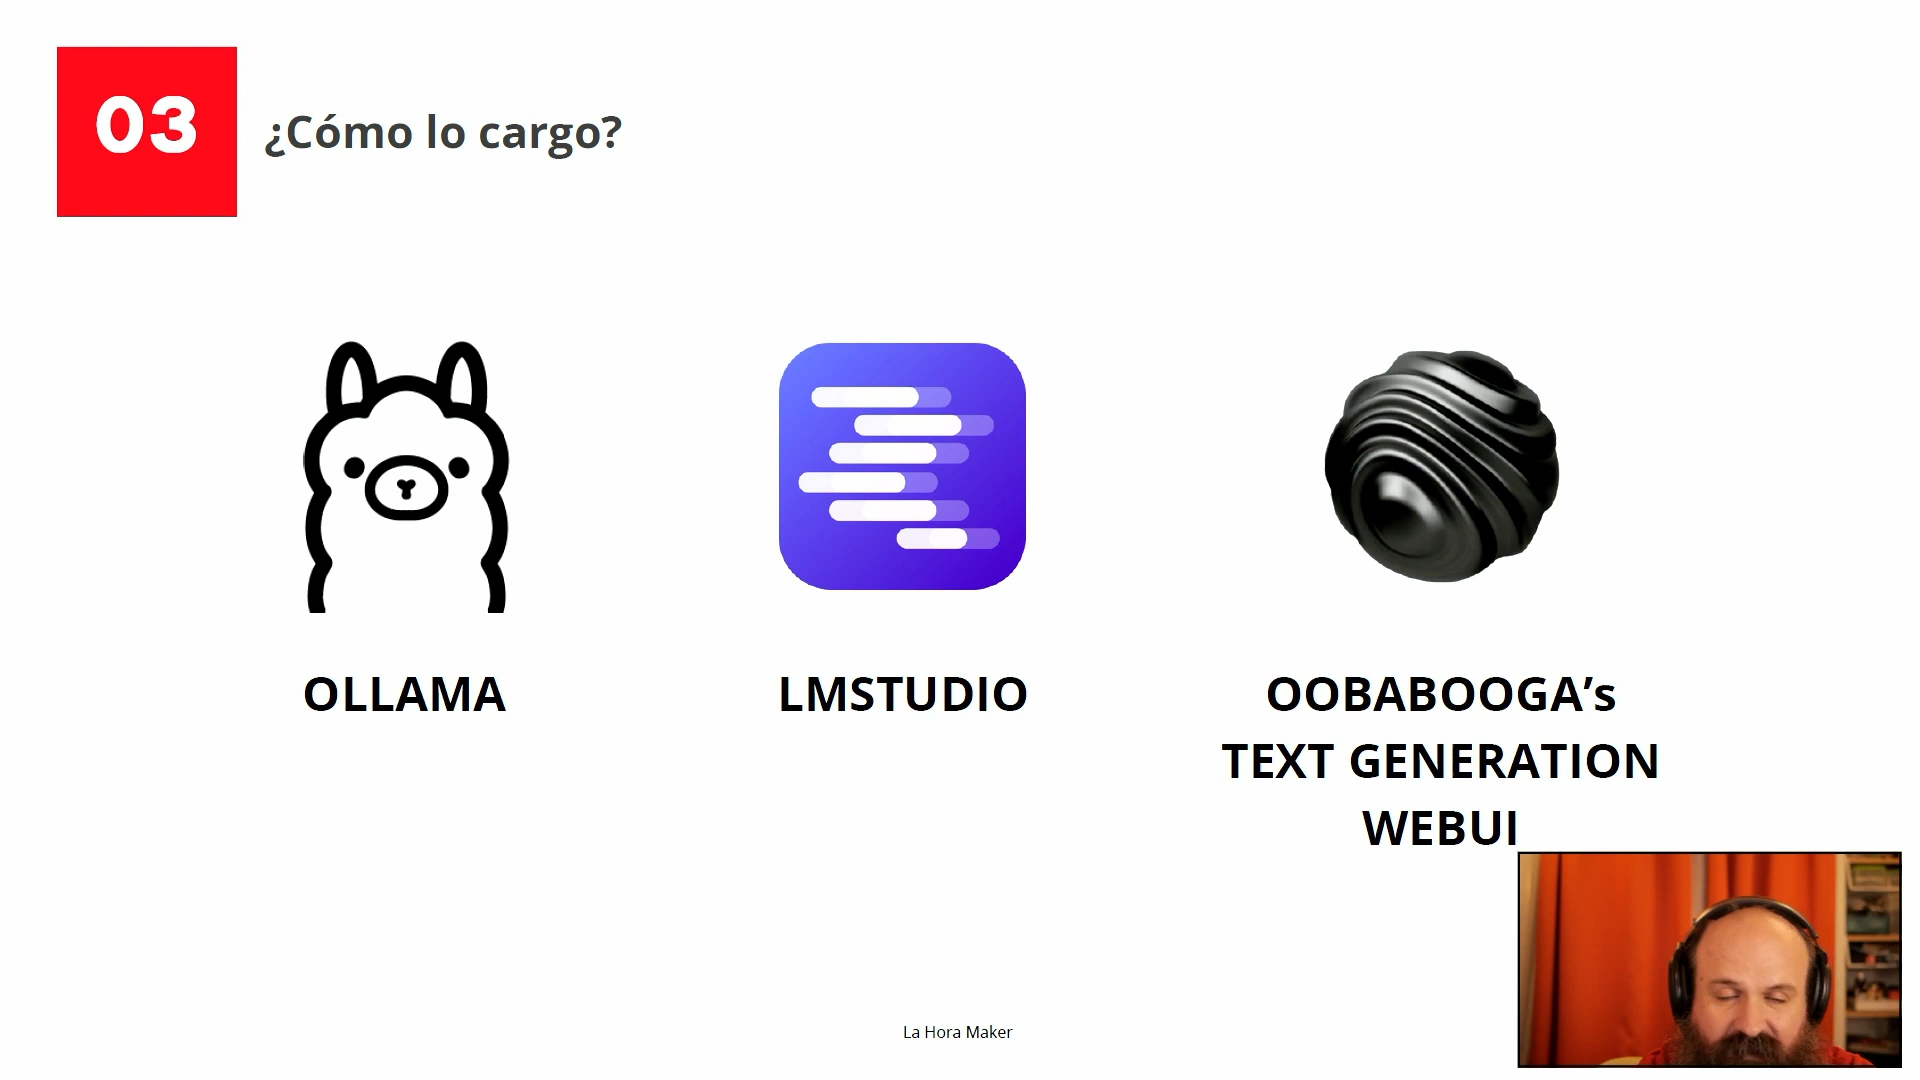 03
¿Cómo lo cargo?
OLLAMA
LMSTUDIO
OOBABOOGA’s
TEXT GENERATION
WEBUI
La Hora Maker